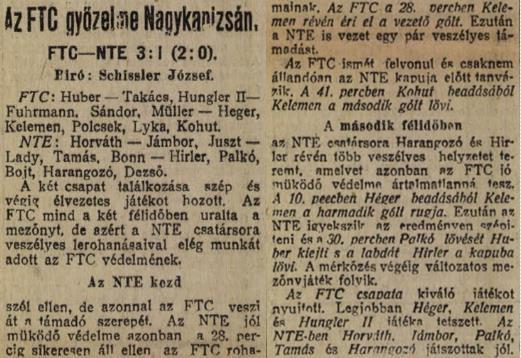 Az FTC győzelme Nagykanizsán.
FTC—NTE 3:1 (2:0).
Biró: Schissler József.
FTC: Huber — Takács, Hungler II—
Fuhrmann, Sándor, Müller — Heger,
Kelemen, Polcsek, Lyka, Kohut.
NTE: Horváth — Jámbor, Juszt —
Lady, Tamás, Bonn — Hirler, Palkó,
Bojt, Harangozó, Dezső.
A két csapat találkozása szép és
végig élvezetes játékot hozott. Az
FTC mind a két félidőben uralta a
mezőnyt, de azért a NTE csatársora
veszélyes lerohanásaival elég munkát
adott az FTC védelmének.
Az NTE kezd
szól ellen, de azonnal az FTC veszi
át a támadó szerepét. Az NTE jól
működő védelme azonban a 28. per-
cig sikeresen áll ellen az FTC roha-
mainak. Az FTC a 28. percben Kele-
men révén éri el a vezető gólt. Ezután
a NTE is vezet egy pár veszélyes tá-
madást.
Az FTC ismét felvonul és csaknem
állandóan az NTE kapuja előtt tanyá-
zik. A 41. percben Kohut beadásából
Kelemen a második gólt lövi.
A második félidőben
az NTE csatársora Harangozó és Hir-
ler révén több veszélyes helyzetet te-
remt, amelyet azonban az FTC jó
működő védelme ártalmatlanná tesz.
A 10. peecben Héger beadásából Kele-
men a harmadik gólt rugja. Ezután az
NTE igyekszik az eredményen szépi-
teni és a 30. percben Palkó lövését Hu-
ber kiejti s a labdát Hirler a kapuba
lövi. A mérkőzés végéig változatos me-
zőnyjáték folyik.
Az FTC csapata kiváló játékot
nyujtott. Legjobban Héger, Kelemen
és Hungler II játéka tetszett. Az
NTE-ben Horváth, Jámbor, Palkó,
Tamás és Harangozó játszottak jól.